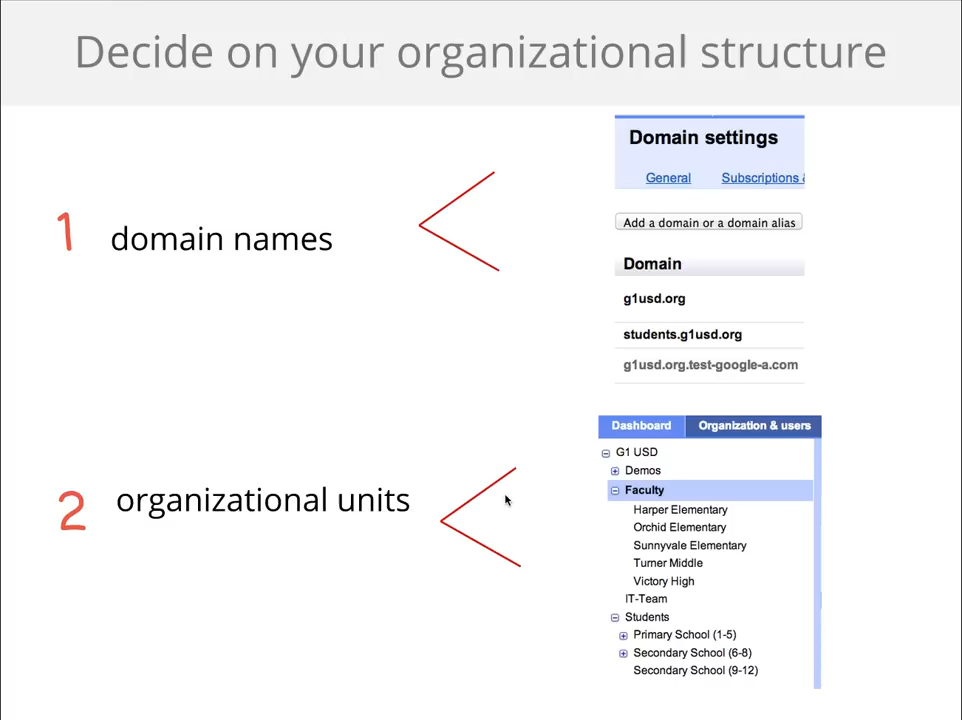 Decide on your organizational structure
1 domain names
Domain settings
General Subscriptions &
Add a domain or a domain alias
Domain
g1usd.org
students.g1usd.org
g1usd.org.test-google-a.com
2 organizational units
Dashboard Organization & users
G1 USD
Demos
Faculty
Harper Elementary
Orchid Elementary
Sunnyvale Elementary
Turner Middle
Victory High
IT-Team
Students
Primary School (1-5)
Secondary School (6-8)
Secondary School (9-12)